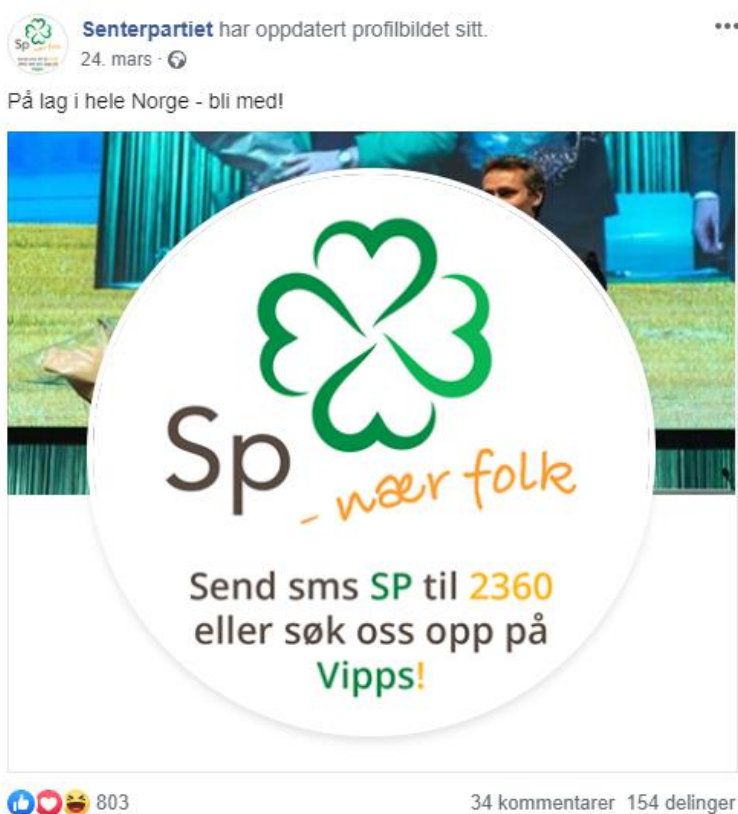 Senterpartiet har oppdatert profilbildet sitt.
24. mars ·
På lag i hele Norge - bli med!
Sp
- nær folk
Send sms SP til 2360
eller søk oss opp på
Vipps!
803
34 kommentarer 154 delinger